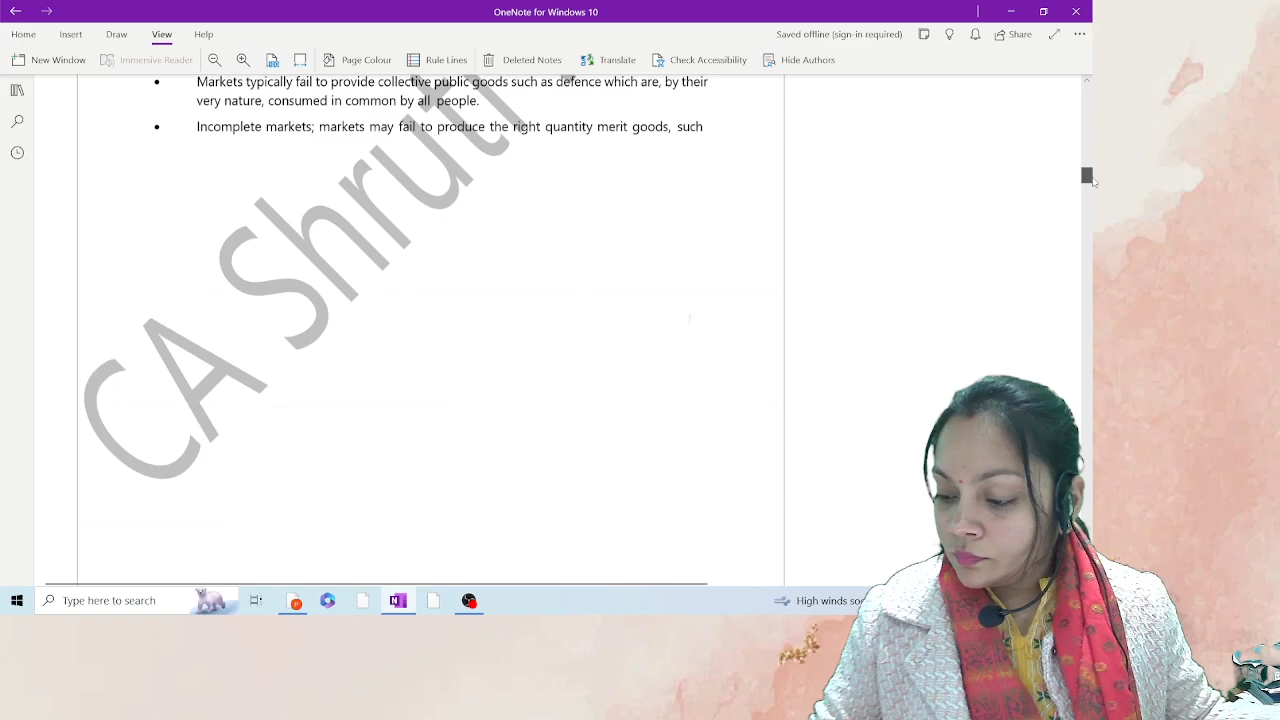 OneNote for Windows 10
Home Insert Draw View Help
Saved offline (sign-in required) Share
New Window Immersive Reader Page Colour Rule Lines Deleted Notes Translate Check Accessibility Hide Authors
• Markets typically fail to provide collective public goods such as defence which are, by their
very nature, consumed in common by all people.
• Incomplete markets; markets may fail to produce the right quantity merit goods, such
CA Shruti
Type here to search
High winds